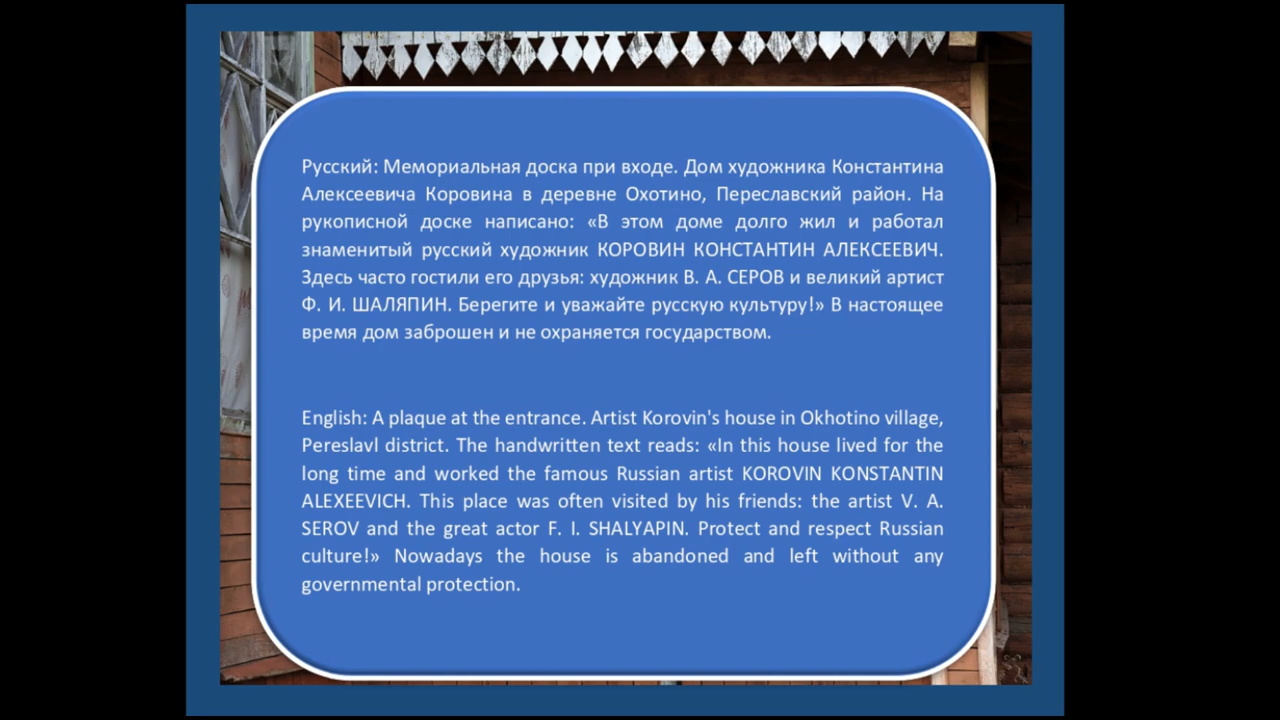 Русский: Мемориальная доска при входе. Дом художника Константина
Алексеевича Коровина в деревне Охотино, Переславский район. На
рукописной доске написано: «В этом доме долго жил и работал
знаменитый русский художник КОРОВИН КОНСТАНТИН АЛЕКСЕЕВИЧ.
Здесь часто гостили его друзья: художник В. А. СЕРОВ и великий артист
Ф. И. ШАЛЯПИН. Берегите и уважайте русскую культуру!» В настоящее
время дом заброшен и не охраняется государством.
English: A plaque at the entrance. Artist Korovin's house in Okhotino village,
Pereslavl district. The handwritten text reads: «In this house lived for the
long time and worked the famous Russian artist KOROVIN KONSTANTIN
ALEXEEVICH. This place was often visited by his friends: the artist V. A.
SEROV and the great actor F. I. SHALYAPIN. Protect and respect Russian
culture!» Nowadays the house is abandoned and left without any
governmental protection.